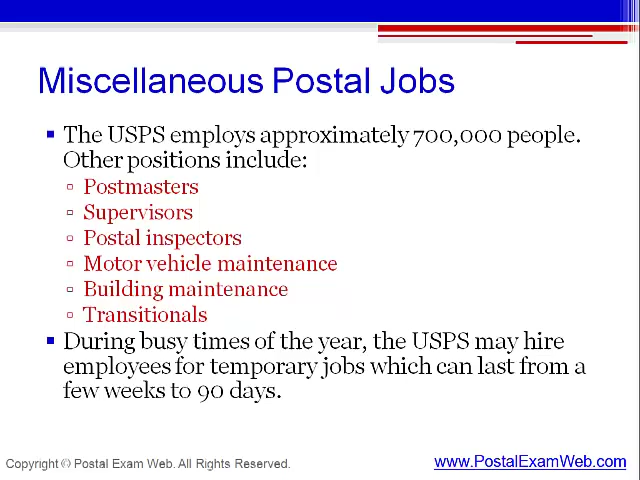 Miscellaneous Postal Jobs
▪ The USPS employs approximately 700,000 people.
Other positions include:
▫ Postmasters
▫ Supervisors
▫ Postal inspectors
▫ Motor vehicle maintenance
▫ Building maintenance
▫ Transitionals
▪ During busy times of the year, the USPS may hire
employees for temporary jobs which can last from a
few weeks to 90 days.
Copyright © Postal Exam Web. All Rights Reserved.
www.PostalExamWeb.com